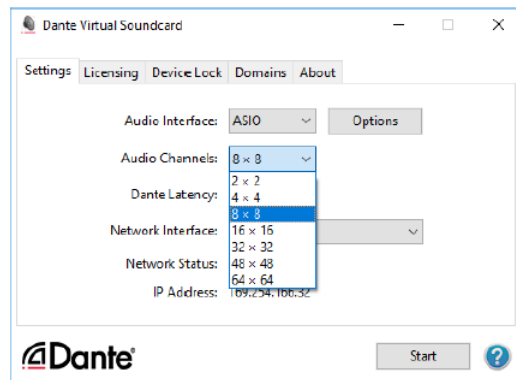 Dante Virtual Soundcard
Settings Licensing Device Lock Domains About
Audio Interface: ASIO Options
Audio Channels: 8 × 8
2 × 2
4 × 4
Dante Latency:
8 × 8
Network Interface: 16 × 16
32 × 32
Network Status: 48 × 48
64 × 64
IP Address: 169.254.166.32
Dante Start ?